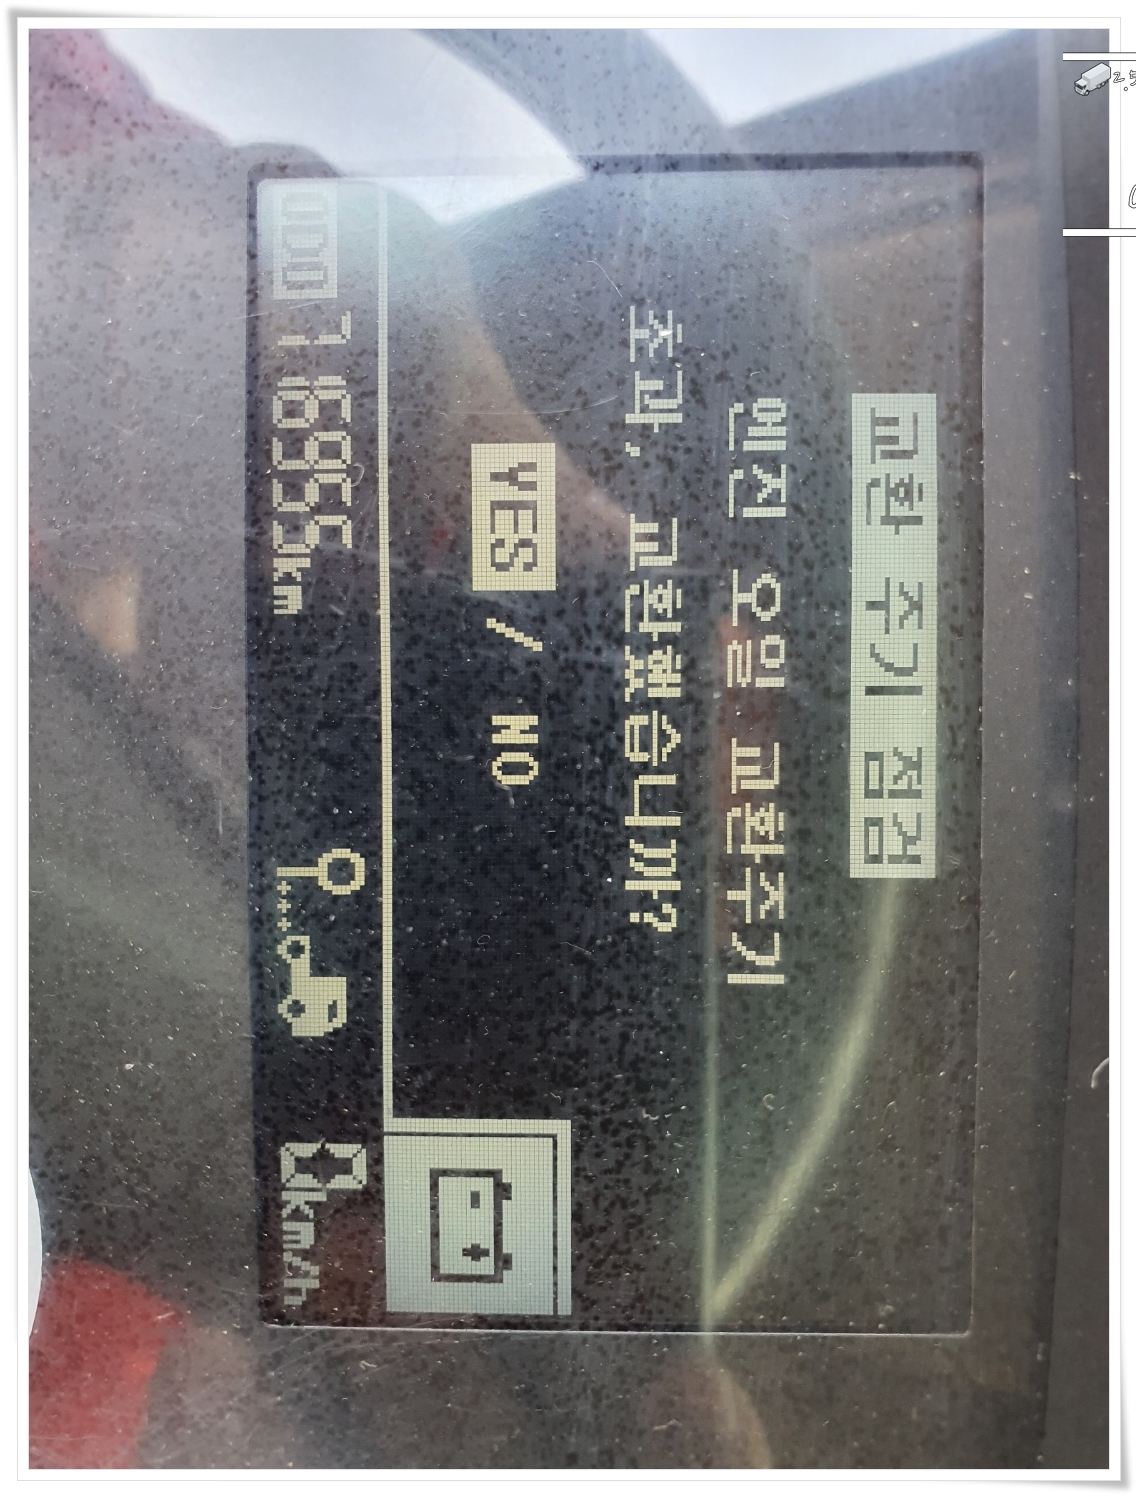 교환 주기 점검
엔진 오일 교환주기
초과, 교환했습니까?
YES / NO
ODO 716955km 0km/h